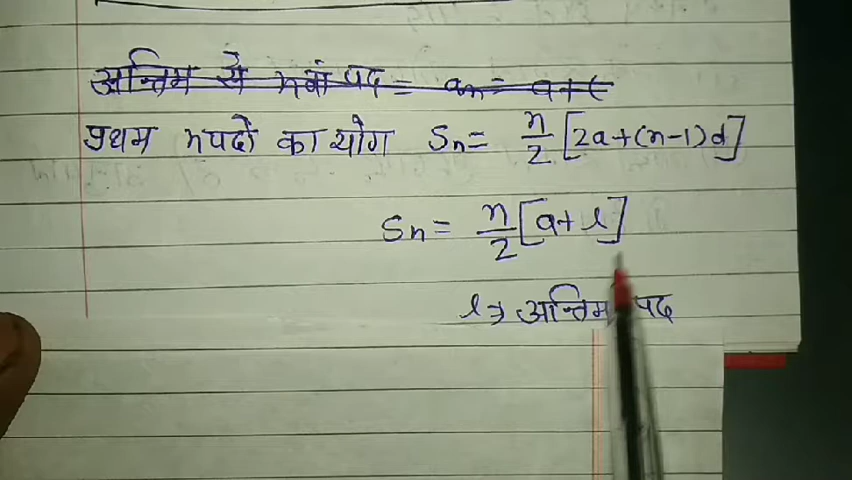 अन्तिम से nवां पद = an = a+(
प्रथम n पदों का योग Sn = n/2 [2a+(n-1)d]
Sn = n/2 [a+l]
l → अन्तिम पद